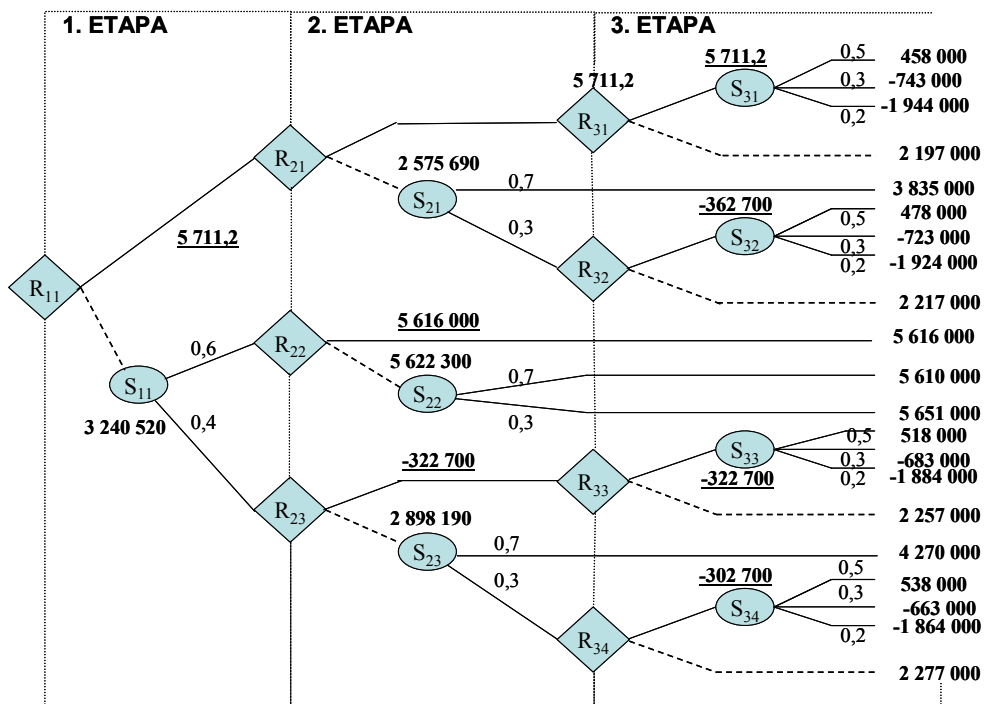 1. ETAPA 2. ETAPA 3. ETAPA
5 711,2 0,5 458 000
5 711,2 S31 0,3 -743 000
0,2 -1 944 000
R31
R21 2 197 000
2 575 690 0,7 3 835 000
S21 -362 700 478 000
0,3 S32 0,5 -723 000
5 711,2 0,3
R32 0,2 -1 924 000
R11 2 217 000
5 616 000
0,6 R22 5 616 000
5 622 300 0,7 5 610 000
S11 S22
3 240 520 0,4 0,3 5 651 000
0,5 518 000
S33 0,3 -683 000
-322 700 R33 -322 700 0,2 -1 884 000
R23 2 257 000
2 898 190 0,7 4 270 000
S23 0,3 -302 700 0,5 538 000
S34 0,3 -663 000
R34 0,2 -1 864 000
2 277 000